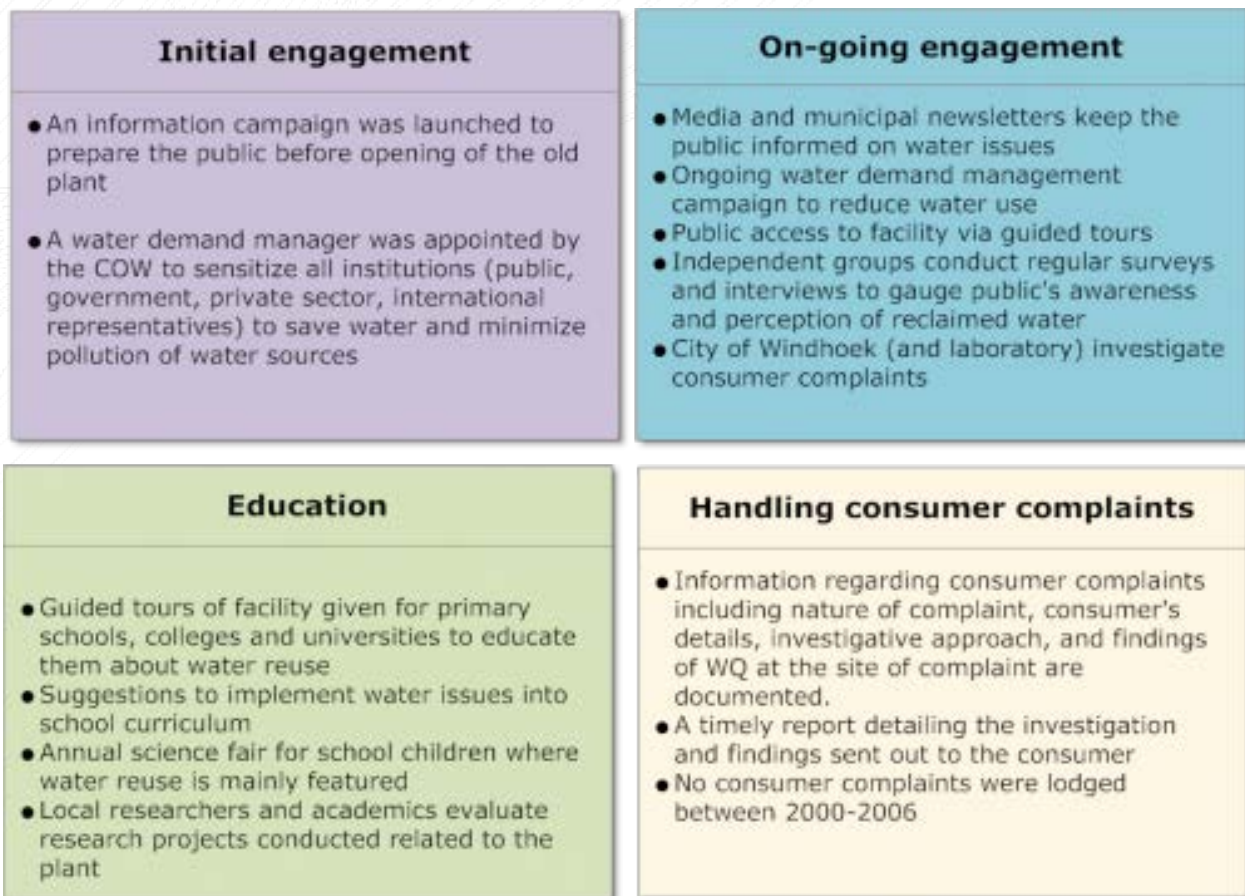 Initial engagement
● An information campaign was launched to
prepare the public before opening of the old
plant
● A water demand manager was appointed by
the COW to sensitize all institutions (public,
government, private sector, international
representatives) to save water and minimize
pollution of water sources
On-going engagement
● Media and municipal newsletters keep the
public informed on water issues
● Ongoing water demand management
campaign to reduce water use
● Public access to facility via guided tours
● Independent groups conduct regular surveys
and interviews to gauge public's awareness
and perception of reclaimed water
● City of Windhoek (and laboratory) investigate
consumer complaints
Education
● Guided tours of facility given for primary
schools, colleges and universities to educate
them about water reuse
● Suggestions to implement water issues into
school curriculum
● Annual science fair for school children where
water reuse is mainly featured
● Local researchers and academics evaluate
research projects conducted related to the
plant
Handling consumer complaints
● Information regarding consumer complaints
including nature of complaint, consumer's
details, investigative approach, and findings
of WQ at the site of complaint are
documented.
● A timely report detailing the investigation
and findings sent out to the consumer
● No consumer complaints were lodged
between 2000-2006